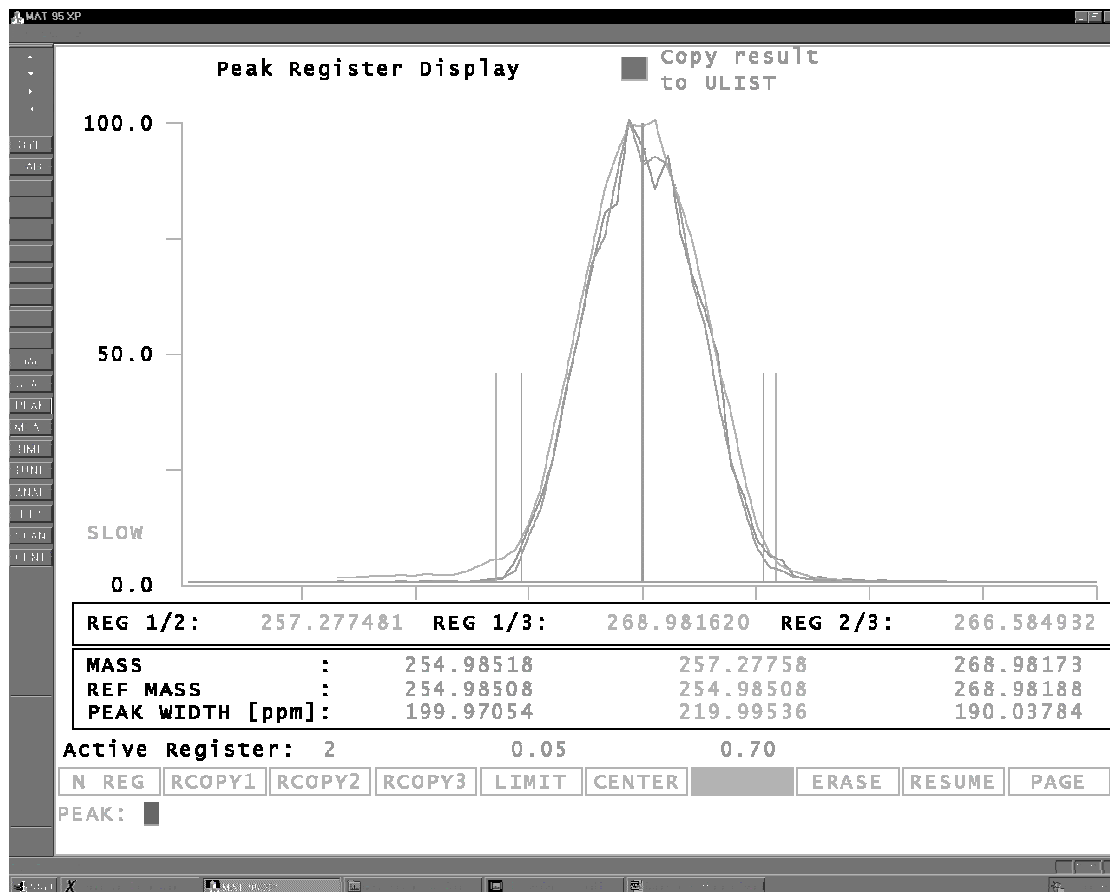 MAT 95 XP
Peak Register Display
Copy result
to ULIST
100.0
50.0
SLOW
0.0
REG 1/2: 257.277481 REG 1/3: 268.981620 REG 2/3: 266.584932
MASS : 254.98518 257.27758 268.98173
REF MASS : 254.98508 254.98508 268.98188
PEAK WIDTH [ppm]: 199.97054 219.99536 190.03784
Active Register: 2 0.05 0.70
N REG RCOPY1 RCOPY2 RCOPY3 LIMIT CENTER ERASE RESUME PAGE
PEAK: